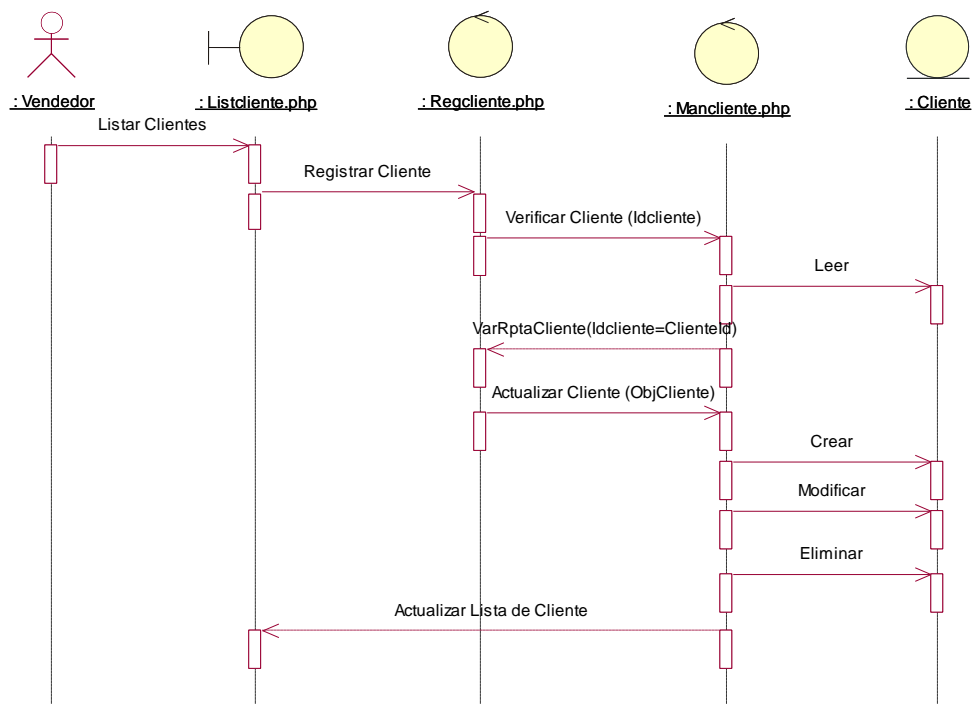 : Vendedor
: Listcliente.php
: Regcliente.php
: Mancliente.php
: Cliente
Listar Clientes
Registrar Cliente
Verificar Cliente (Idcliente)
Leer
VarRptaCliente(Idcliente=ClienteId)
Actualizar Cliente (ObjCliente)
Crear
Modificar
Eliminar
Actualizar Lista de Cliente